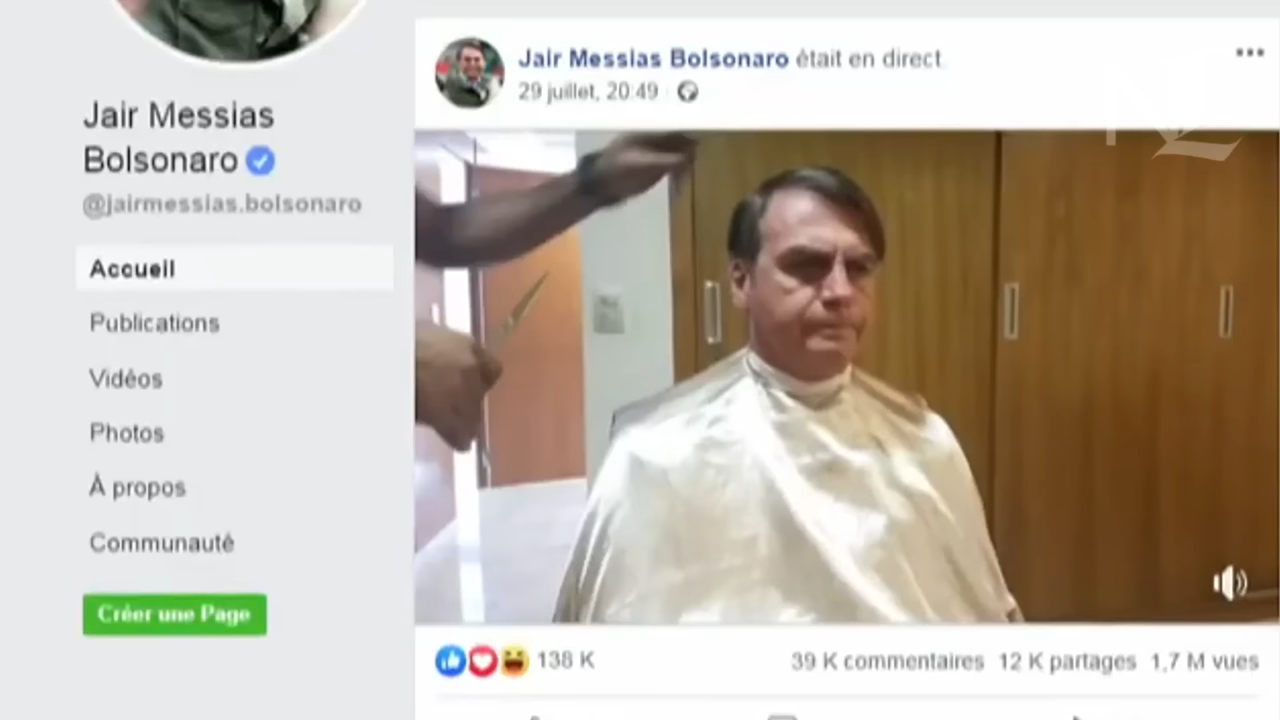 Jair Messias
Bolsonaro
@jairmessias.bolsonaro
Accueil
Publications
Vidéos
Photos
À propos
Communauté
Créer une Page
Jair Messias Bolsonaro était en direct
29 juillet, 20:49
138 K
39 K commentaires 12 K partages 1,7 M vues